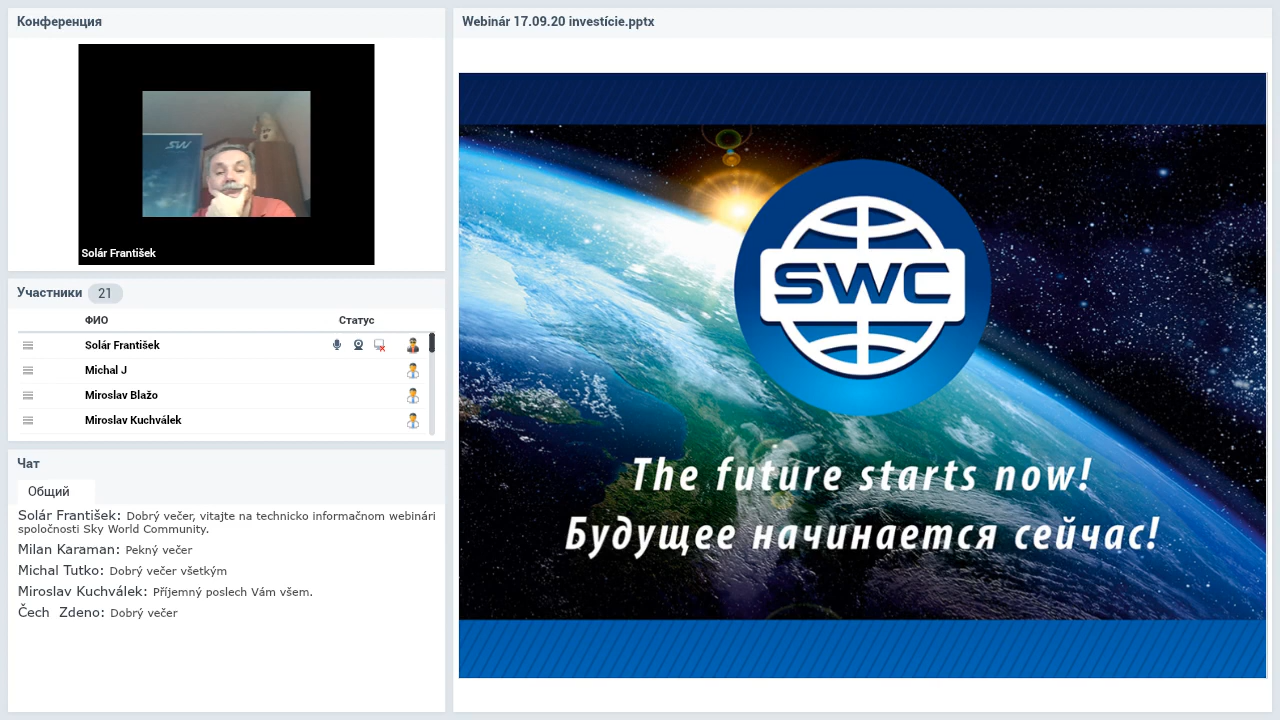 Конференция
SW
Solár František
Участники 21
ФИО Статус
Solár František
Michal J
Miroslav Blažo
Miroslav Kuchválek
Чат
Общий
Solár František: Dobrý večer, vitajte na technicko informačnom webinári
spoločnosti Sky World Community.
Milan Karaman: Pekný večer
Michal Tutko: Dobrý večer všetkým
Miroslav Kuchválek: Příjemný poslech Vám všem.
Čech Zdeno: Dobrý večer
Webinár 17.09.20 investície.pptx
SWC
The future starts now!
Будущее начинается сейчас!